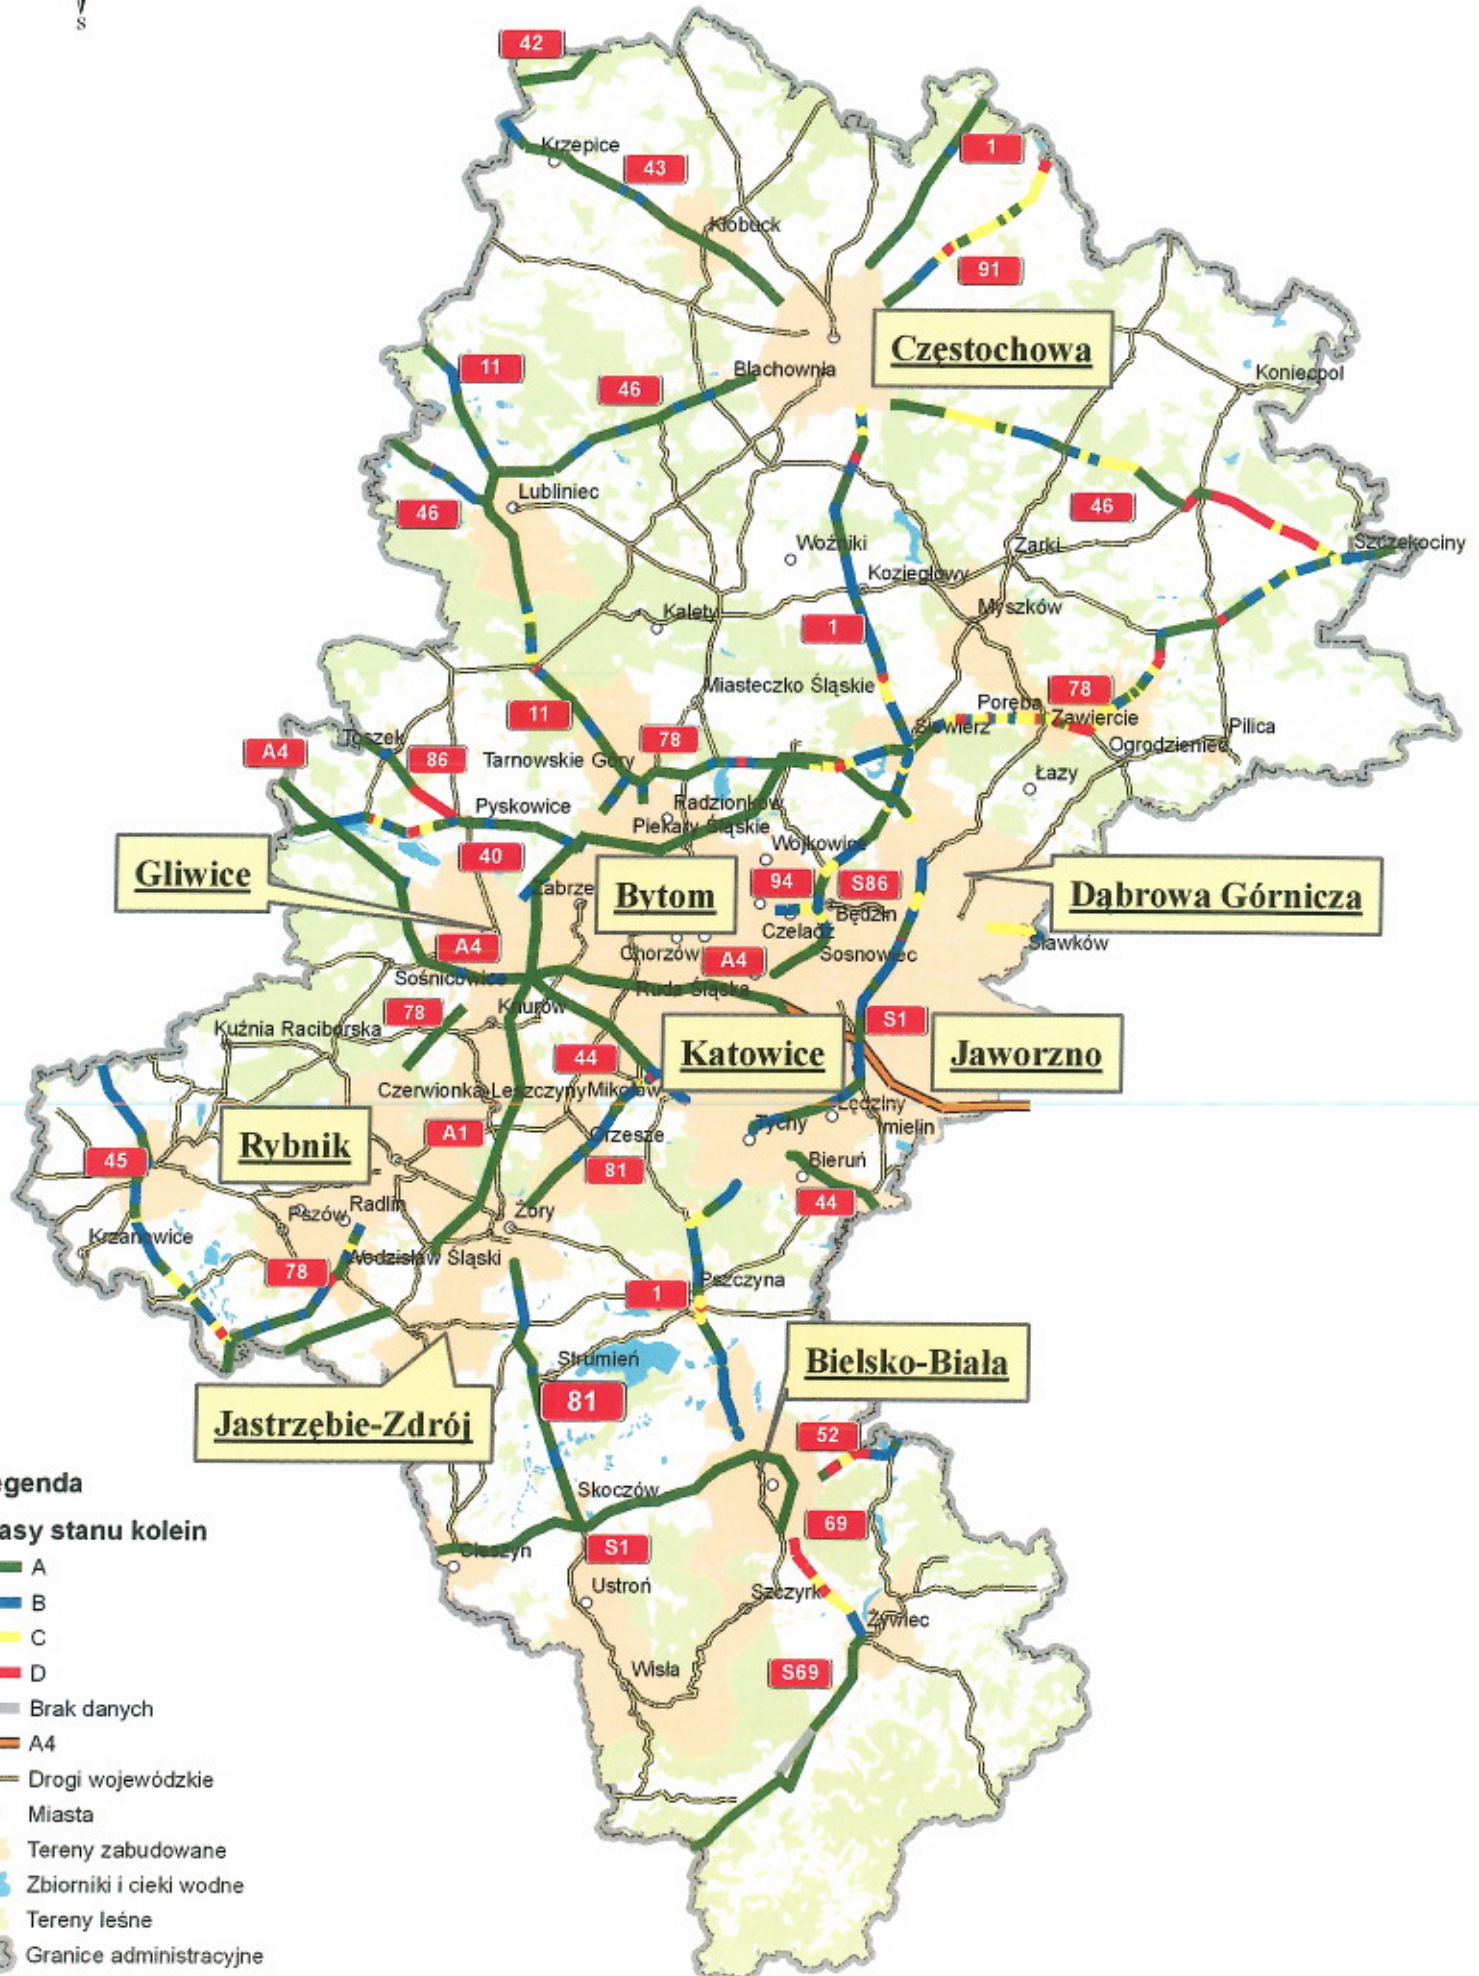 S
42
Krzepice
43
1
Kłobuck
91
Częstochowa
11
46
Blachownia
Koniecpol
Lubliniec
46
46
Woźniki
Żarki
Szczekociny
Koziegłowy
Kalety
Myszków
1
Miasteczko Śląskie
78
Poręba
11
Siewierz
Zawiercie
Pilica
A4
Toszek
86
78
Tarnowskie Góry
Ogrodzieniec
Łazy
Pyskowice
Radzionków
Piekary Śląskie
Wojkowice
40
Gliwice
Zabrze
Bytom
94
S86
Będzin
Dąbrowa Górnicza
Czeladź
Sławków
A4
Chorzów
A4
Sosnowiec
Sośnicowice
Ruda Śląska
78
Knurów
S1
Kuźnia Raciborska
44
Katowice
Jaworzno
Czerwionka-Leszczyny
Mikołów
Lędziny
Imielin
Rybnik
A1
Orzesze
Tychy
45
81
Bieruń
44
Radlin
Pszów
Żory
Krzanowice
Wodzisław Śląski
78
Pszczyna
1
Strumień
Bielsko-Biała
81
Jastrzębie-Zdrój
52
Skoczów
69
Cieszyn
S1
Ustroń
Szczyrk
Żywiec
Wisła
S69
egenda
asy stanu kolein
A
B
C
D
Brak danych
A4
Drogi wojewódzkie
Miasta
Tereny zabudowane
Zbiorniki i cieki wodne
Tereny leśne
Granice administracyjne